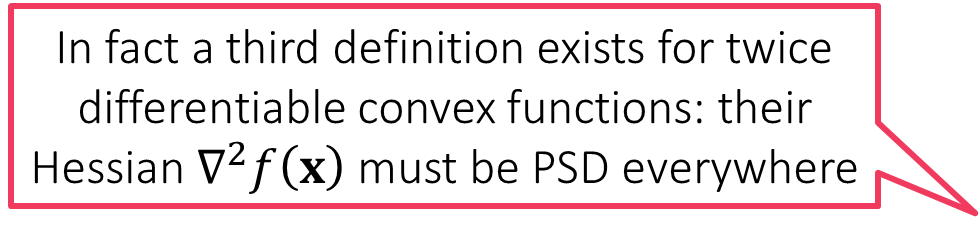 In fact a third definition exists for twice
differentiable convex functions: their
Hessian ∇²f(𝐱) must be PSD everywhere